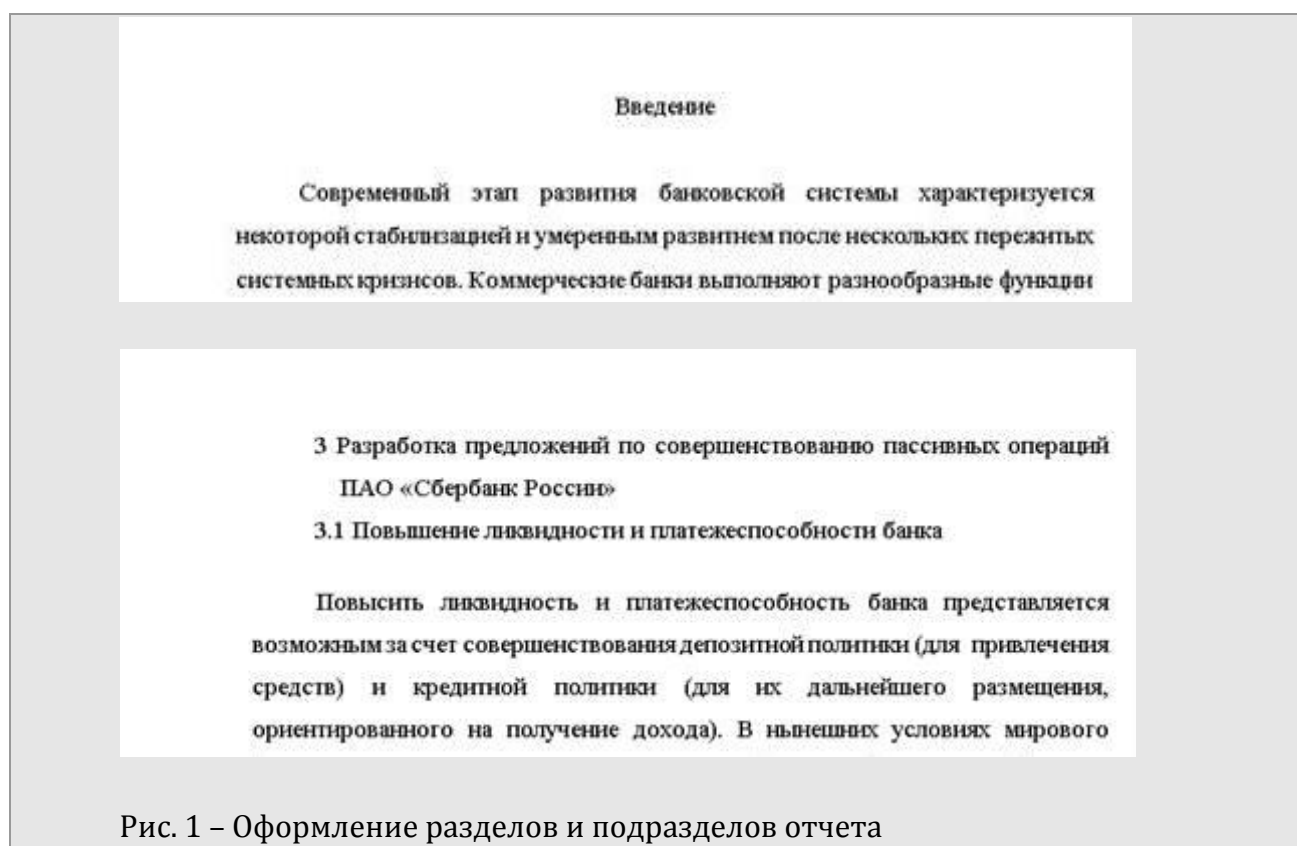 Введение
Современный этап развития банковской системы характеризуется
некоторой стабилизацией и умеренным развитием после нескольких пережитых
системных кризисов. Коммерческие банки выполняют разнообразные функции
3 Разработка предложений по совершенствованию пассивных операций
ПАО «Сбербанк России»
3.1 Повышение ликвидности и платежеспособности банка
Повысить ликвидность и платежеспособность банка представляется
возможным за счет совершенствования депозитной политики (для привлечения
средств) и кредитной политики (для их дальнейшего размещения,
ориентированного на получение дохода). В нынешних условиях мирового
Рис. 1 – Оформление разделов и подразделов отчета